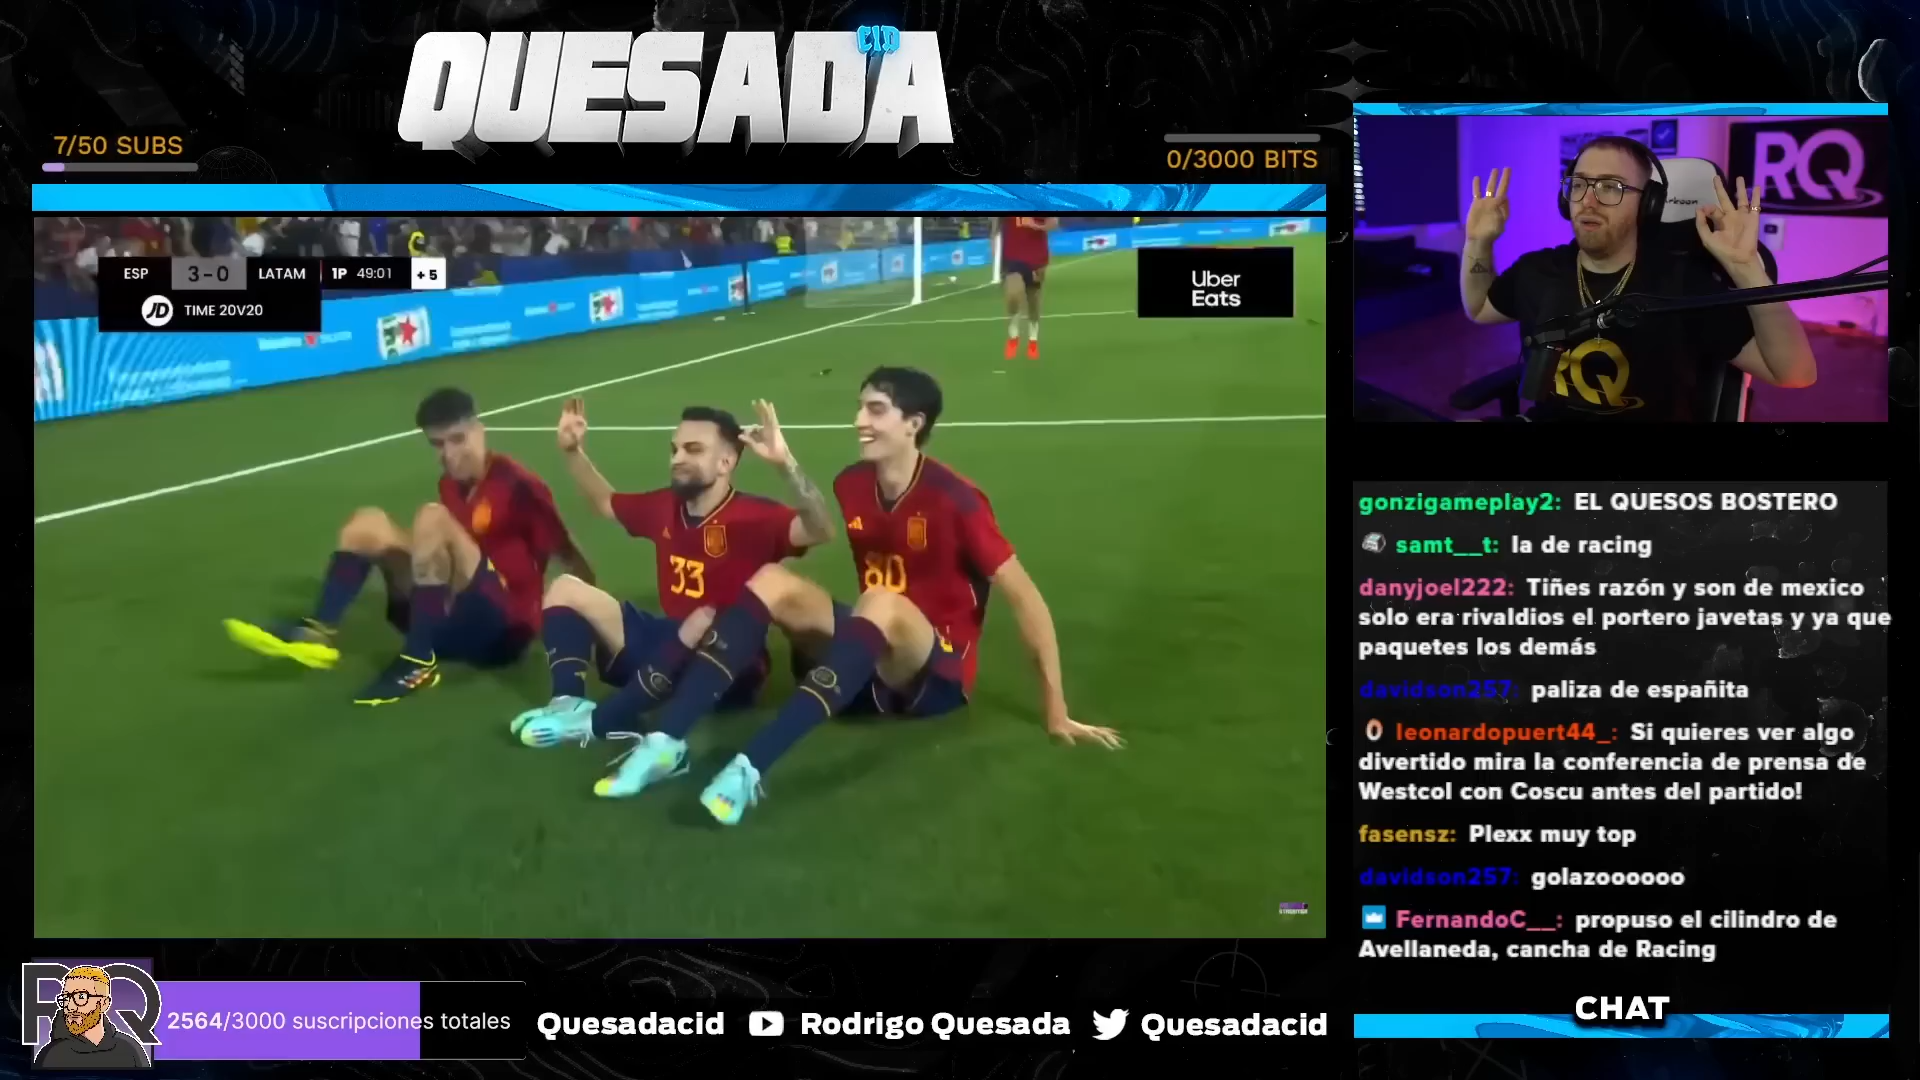 QUESADA
CID
7/50 SUBS
0/3000 BITS
ESP 3-0 LATAM 1P 49:01 +5
JD TIME 20V20
Uber
Eats
33
80
RQ
RQ
gonzigameplay2: EL QUESOS BOSTERO
samt__t: la de racing
danyjoel222: Tiñes razón y son de mexico
solo era rivaldios el portero javetas y ya que
paquetes los demás
davidson257: paliza de españita
leonardopuert44_: Si quieres ver algo
divertido mira la conferencia de prensa de
Westcol con Coscu antes del partido!
fasensz: Plexx muy top
davidson257: golazoooooo
FernandoC__: propuso el cilindro de
Avellaneda, cancha de Racing
CHAT
RQ
2564/3000 suscripciones totales
Quesadacid Rodrigo Quesada Quesadacid